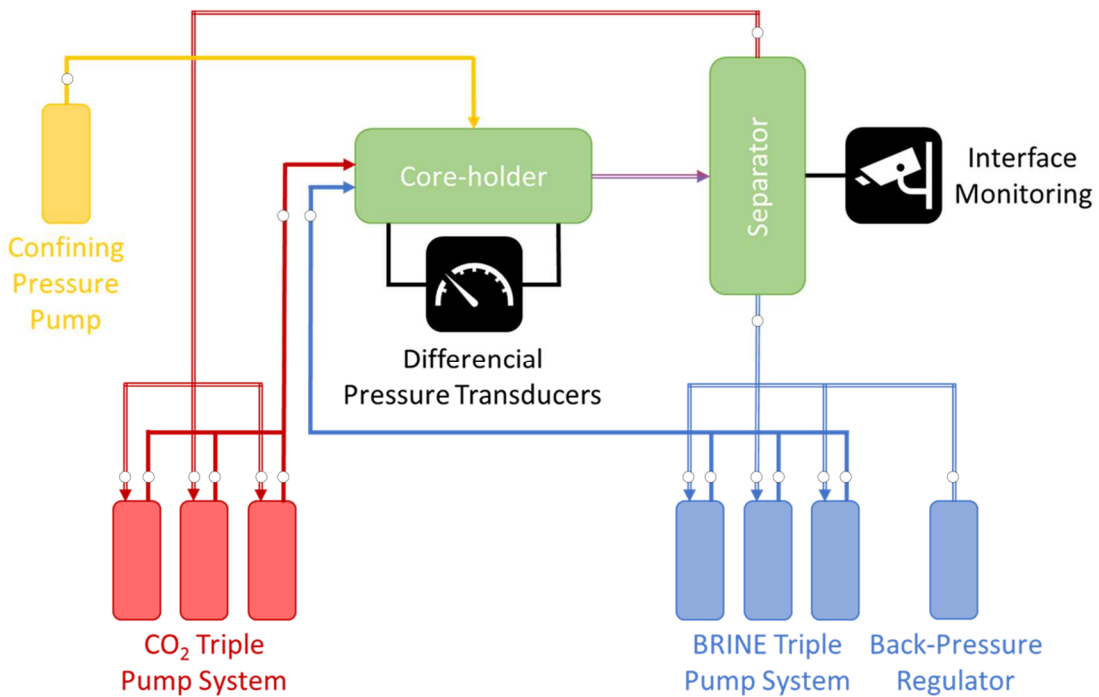 Core-holder
Separator
Interface
Monitoring
Confining
Pressure
Pump
Differencial
Pressure Transducers
CO₂ Triple
Pump System
BRINE Triple
Pump System
Back-Pressure
Regulator